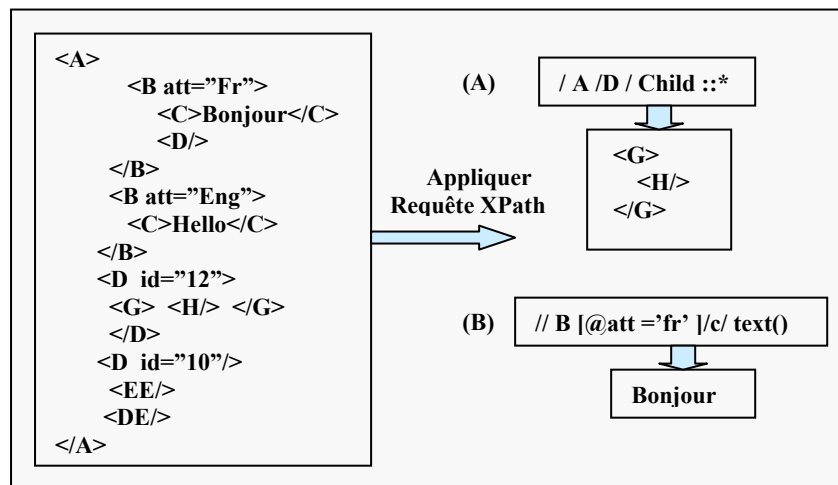 <A>
<B att=”Fr”>
<C>Bonjour</C>
<D/>
</B>
<B att=”Eng”>
<C>Hello</C>
</B>
<D id=”12”>
<G> <H/> </G>
</D>
<D id=”10”/>
<EE/>
<DE/>
</A>
Appliquer
Requête XPath
(A)
/ A /D / Child ::*
<G>
<H/>
</G>
(B)
// B [@att =’fr’ ]/c/ text()
Bonjour